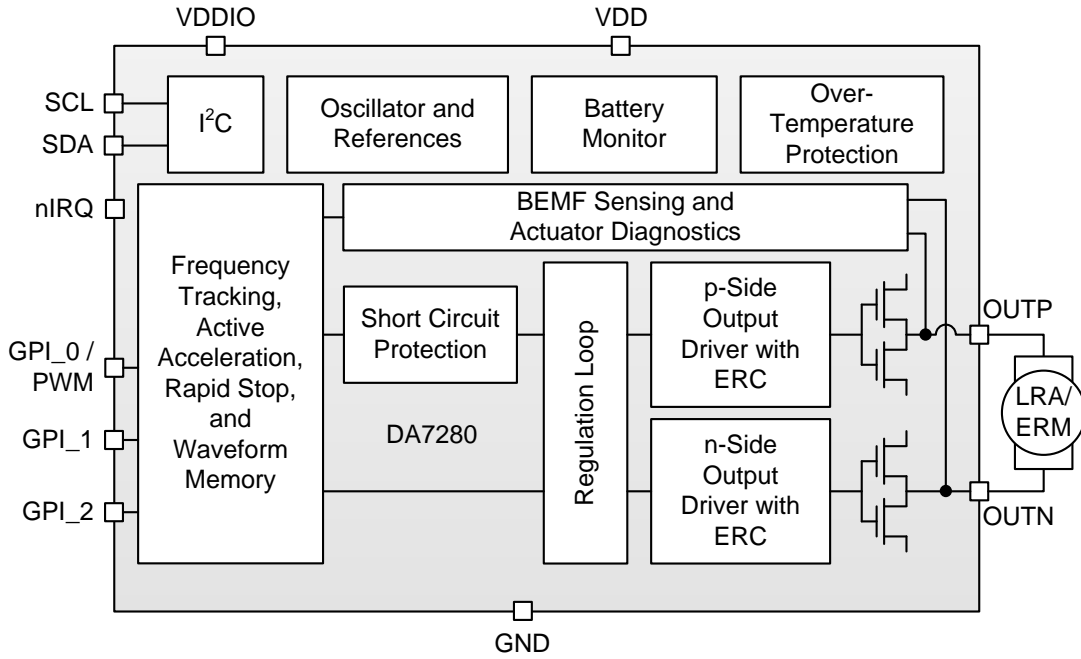 VDDIO
VDD
SCL
SDA
I²C
Oscillator and
References
Battery
Monitor
Over-
Temperature
Protection
nIRQ
BEMF Sensing and
Actuator Diagnostics
Frequency
Tracking,
Active
Acceleration,
Rapid Stop,
and
Waveform
Memory
Short Circuit
Protection
Regulation Loop
p-Side
Output
Driver with
ERC
OUTP
GPI_0 /
PWM
LRA/
ERM
GPI_1
DA7280
n-Side
Output
Driver with
ERC
GPI_2
OUTN
GND